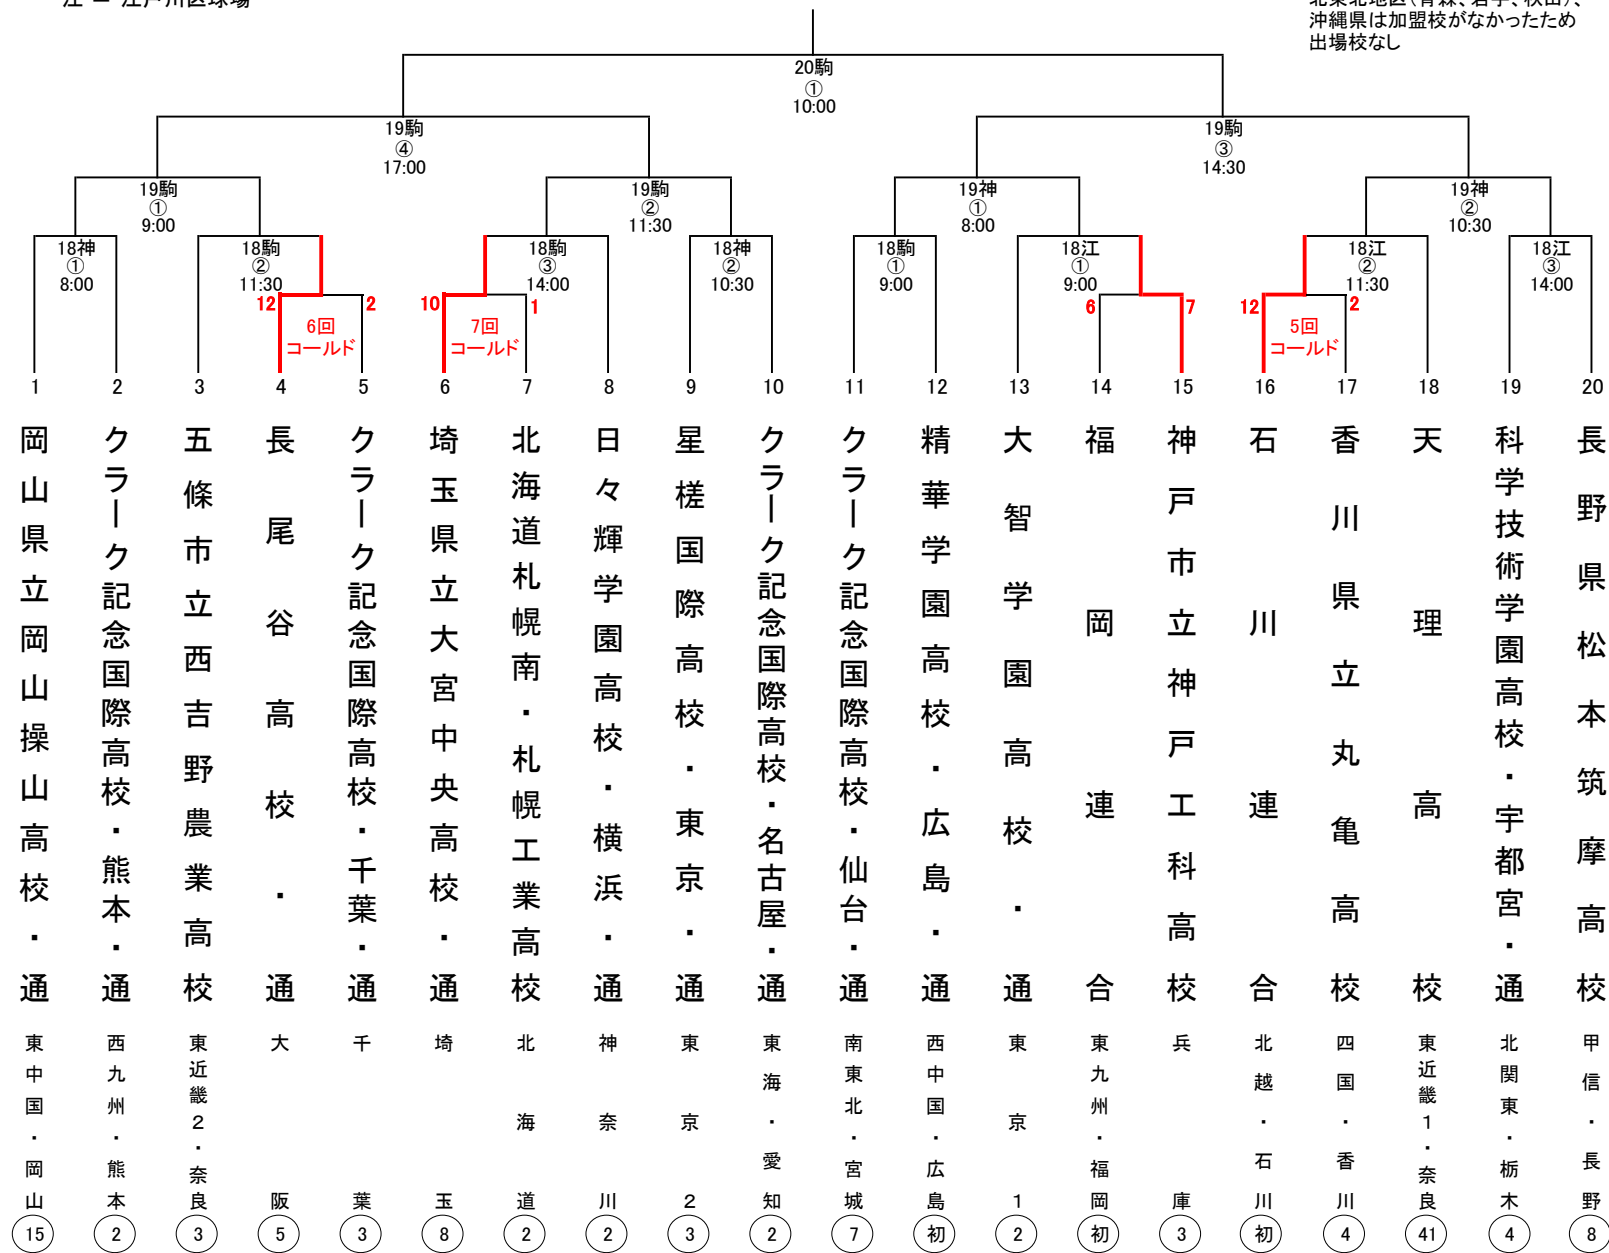 沖縄県は加盟校がなかったため
出場校なし
20駒
①
10:00
19駒
④
17:00
19駒
③
14:30
19駒
①
9:00
19駒
②
11:30
19神
①
8:00
19神
②
10:30
18神
①
8:00
18駒
②
11:30
18駒
③
14:00
18神
②
10:30
18駒
①
9:00
18江
①
9:00
18江
②
11:30
18江
③
14:00
12 2
6回
コールド
10 1
7回
コールド
6 7
12 2
5回
コールド
1 2 3 4 5 6 7 8 9 10 11 12 13 14 15 16 17 18 19 20
岡山県立岡山操山高校・通
クラーク記念国際高校・熊本・通
五條市立西吉野農業高校
長尾谷高校・通
クラーク記念国際高校・千葉・通
埼玉県立大宮中央高校・通
北海道札幌南・札幌工業高校
日々輝学園高校・横浜・通
星槎国際高校・東京・通
クラーク記念国際高校・名古屋・通
クラーク記念国際高校・仙台・通
精華学園高校・広島・通
大智学園高校・通
福岡連合
神戸市立神戸工科高校
石川連合
香川県立丸亀高校
天理高校
科学技術学園高校・宇都宮・通
長野県松本筑摩高校
東中国・岡山
西九州・熊本
東近畿2・奈良
大阪
千葉
埼玉
北海道
神奈川
東京2
東海・愛知
南東北・宮城
西中国・広島
東京1
東九州・福岡
兵庫
北越・石川
四国・香川
東近畿1・奈良
北関東・栃木
甲信・長野
15 2 3 5 3 8 2 2 3 2 7 初 2 初 3 初 4 41 4 8